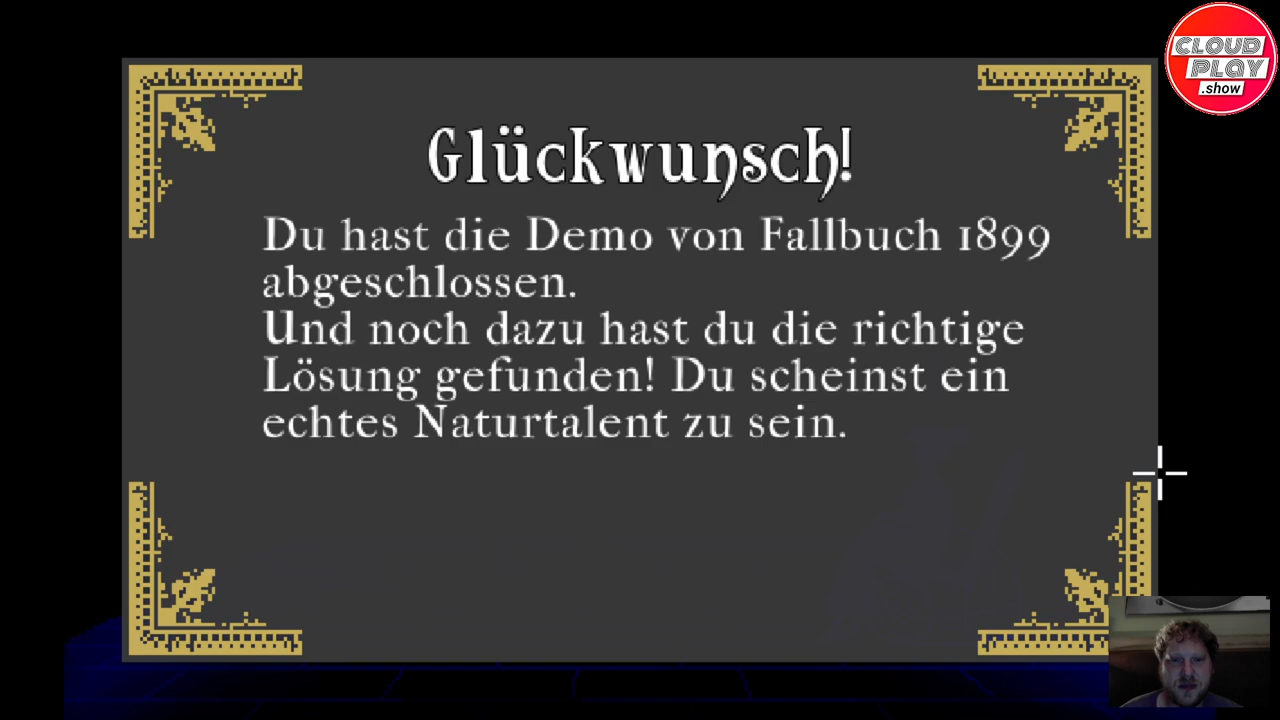 CLOUD
PLAY
.show
Glückwunsch!
Du hast die Demo von Fallbuch 1899
abgeschlossen.
Und noch dazu hast du die richtige
Lösung gefunden! Du scheinst ein
echtes Naturtalent zu sein.